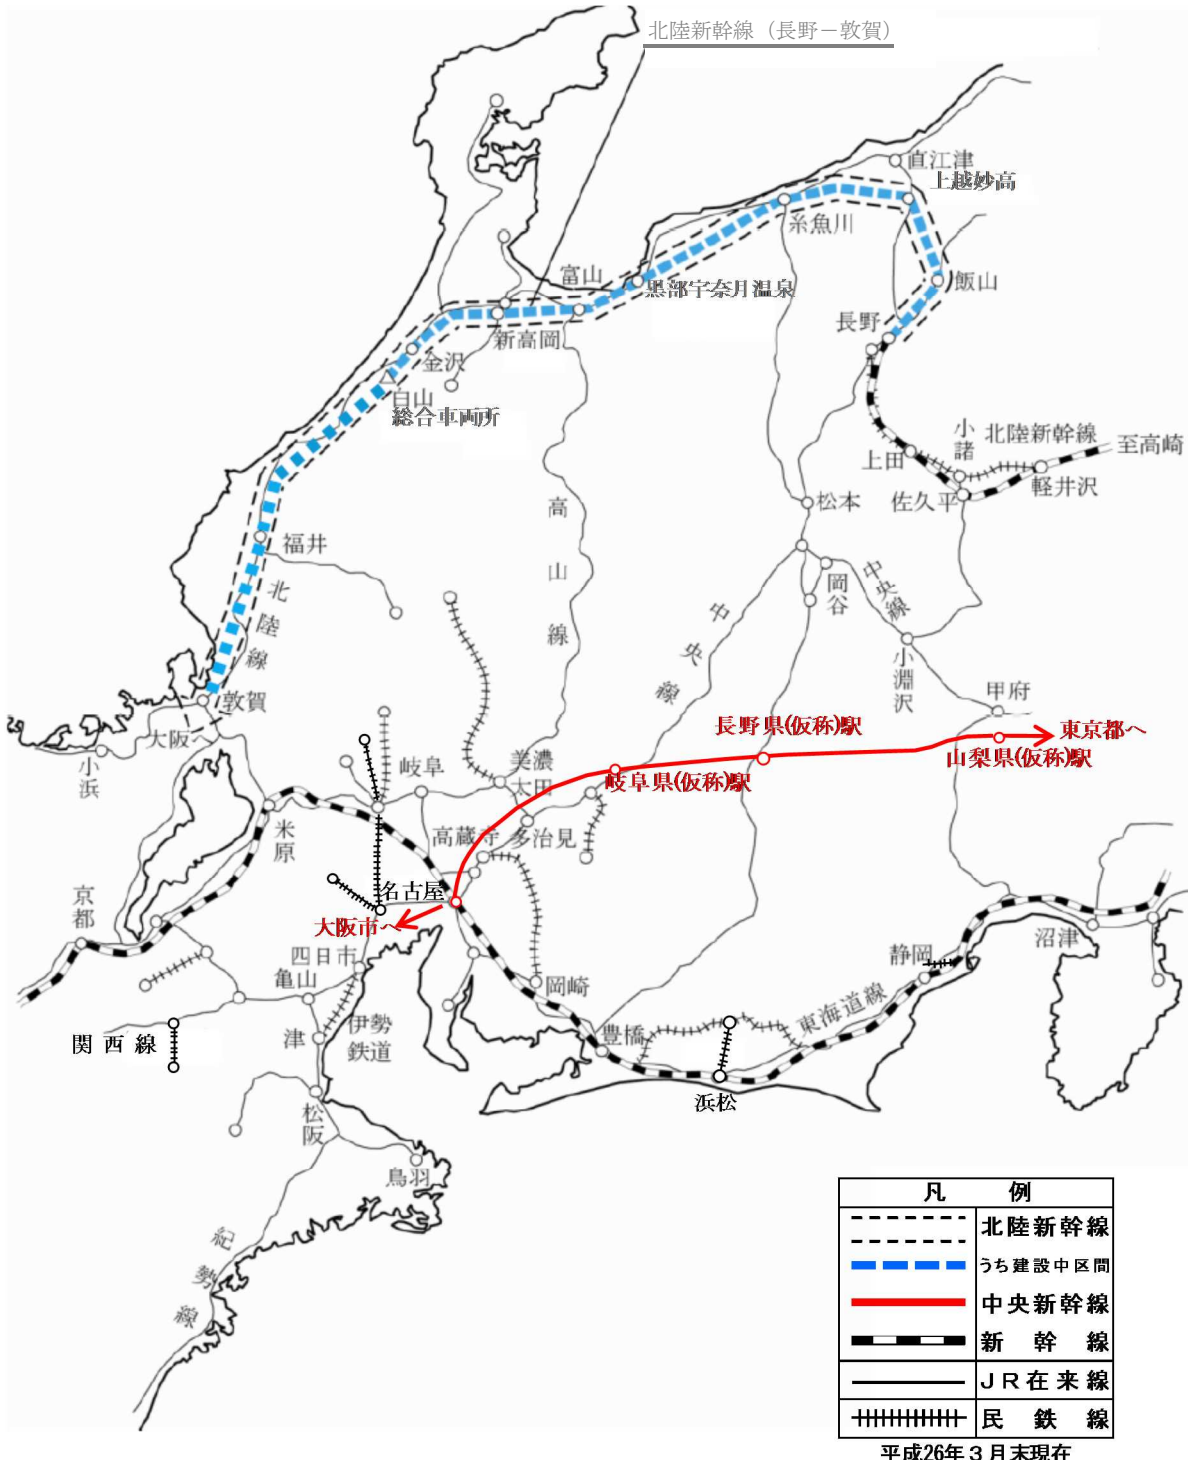 北陸新幹線（長野－敦賀）
直江津
上越妙高
糸魚川
富山
黒部宇奈月温泉
飯山
長野
新高岡
金沢
白山
総合車両所
小諸
北陸新幹線
至高崎
上田
佐久平
軽井沢
松本
高山線
福井
北陸線
岡谷
中央線
中央線
小淵沢
敦賀
甲府
大阪へ
小浜
長野県(仮称)駅
東京都へ
山梨県(仮称)駅
岐阜
美濃太田
岐阜県(仮称)駅
米原
高蔵寺
多治見
京都
名古屋
大阪市へ
四日市
静岡
沼津
亀山
岡崎
関西線
津
伊勢鉄道
豊橋
東海道線
浜松
松阪
鳥羽
紀勢線
凡例
北陸新幹線
うち建設中区間
中央新幹線
新幹線
JR在来線
民鉄線
平成26年３月末現在